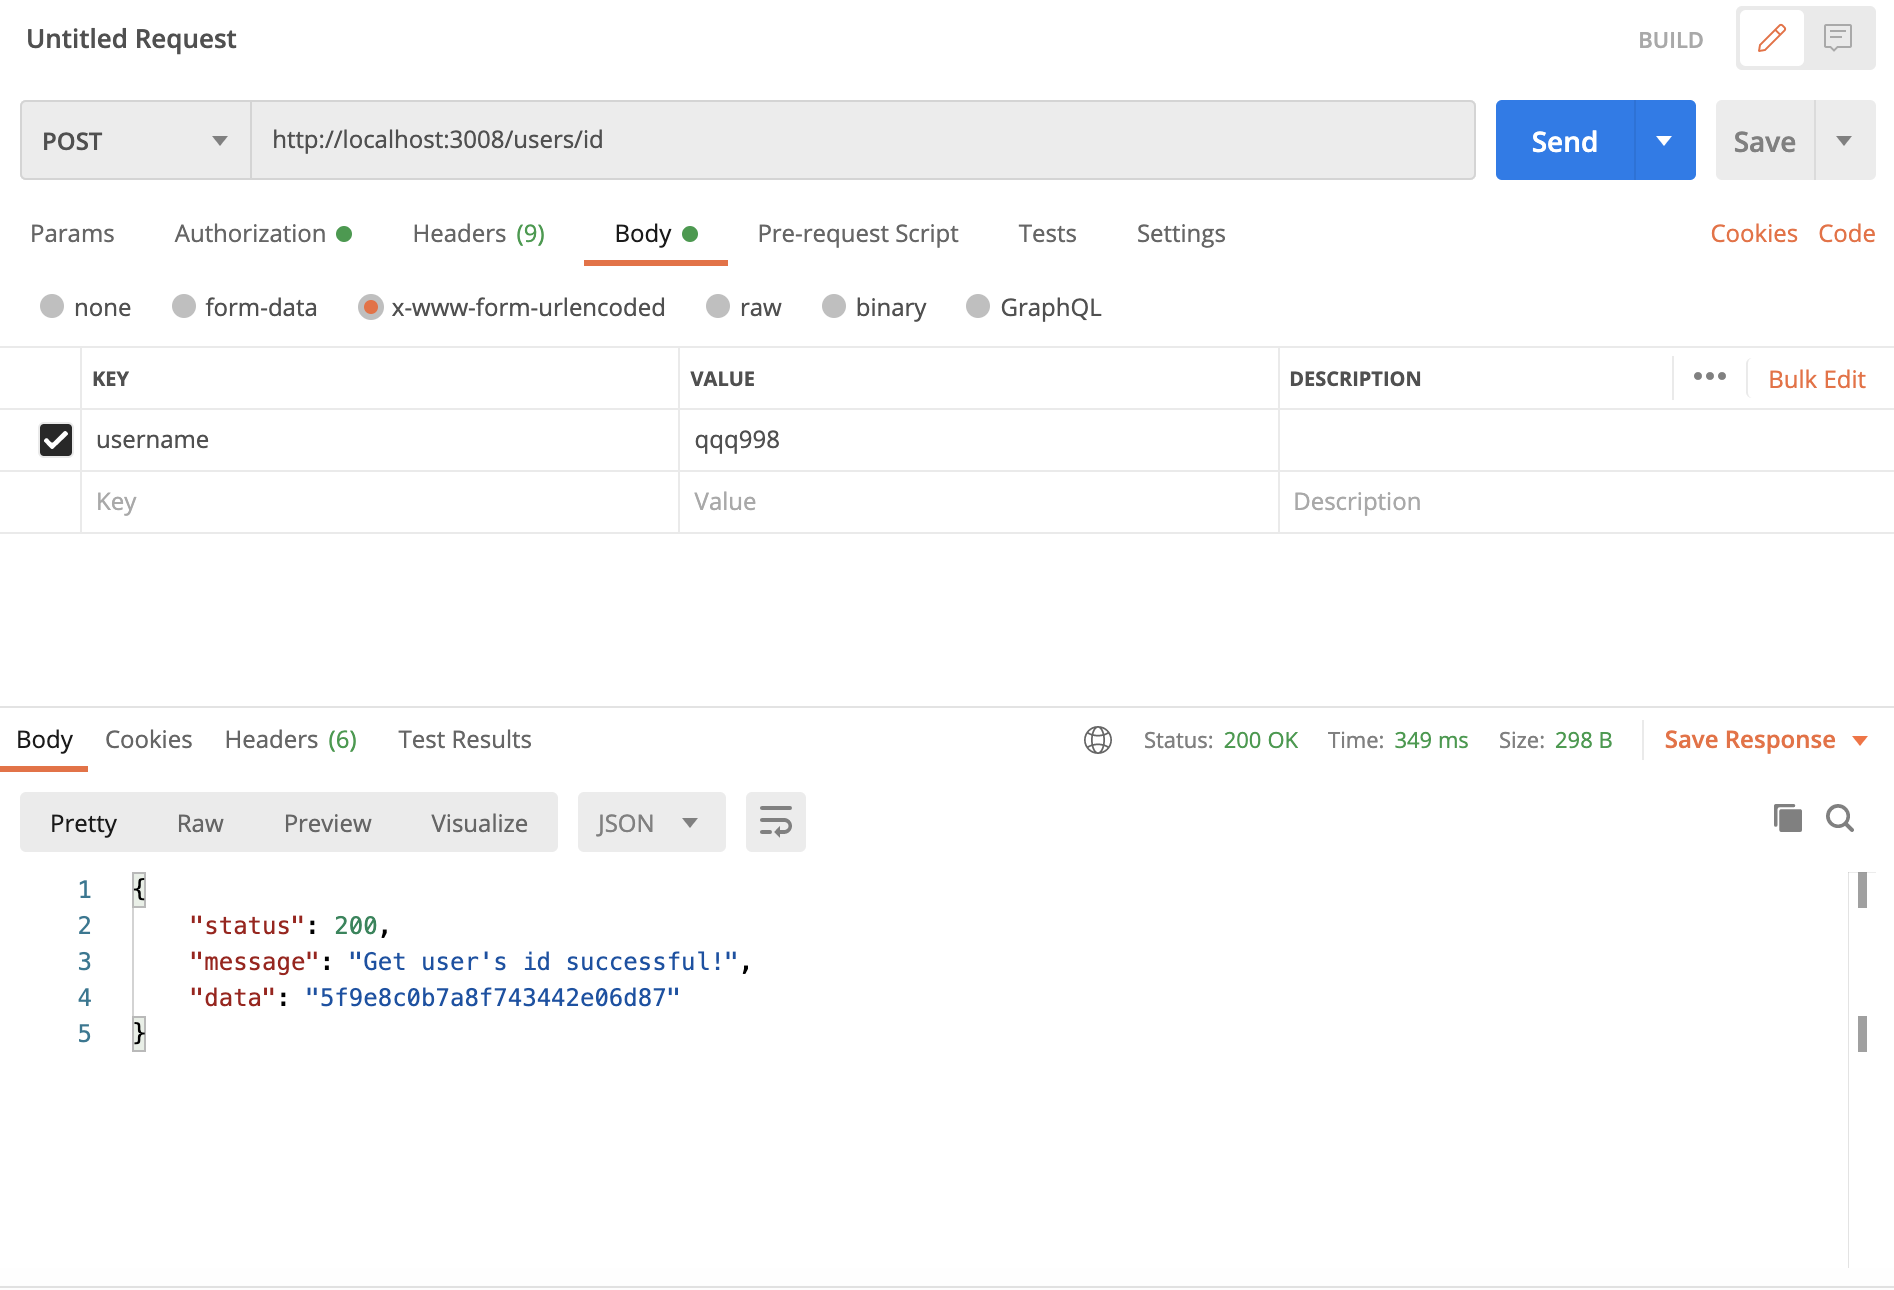 Untitled Request
BUILD
POST http://localhost:3008/users/id Send Save
Params Authorization Headers (9) Body Pre-request Script Tests Settings Cookies Code
none form-data x-www-form-urlencoded raw binary GraphQL
KEY VALUE DESCRIPTION ••• Bulk Edit
username qqq998
Key Value Description
Body Cookies Headers (6) Test Results Status: 200 OK Time: 349 ms Size: 298 B Save Response
Pretty Raw Preview Visualize JSON
1 {
2 "status": 200,
3 "message": "Get user's id successful!",
4 "data": "5f9e8c0b7a8f743442e06d87"
5 }